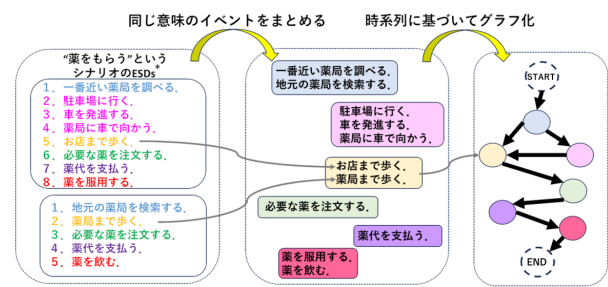 同じ意味のイベントをまとめる
時系列に基づいてグラフ化
“薬をもらう”という
シナリオのESDs*
1. 一番近い薬局を調べる.
2. 駐車場に行く.
3. 車を発進する.
4. 薬局に車で向かう.
5. お店まで歩く.
6. 必要な薬を注文する.
7. 薬代を支払う.
8. 薬を服用する.
1. 地元の薬局を検索する.
2. 薬局まで歩く.
3. 必要な薬を注文する.
4. 薬代を支払う.
5. 薬を飲む.
一番近い薬局を調べる.
地元の薬局を検索する.
駐車場に行く.
車を発進する.
薬局に車で向かう.
お店まで歩く.
薬局まで歩く.
必要な薬を注文する.
薬代を支払う.
薬を服用する.
薬を飲む.
START
END